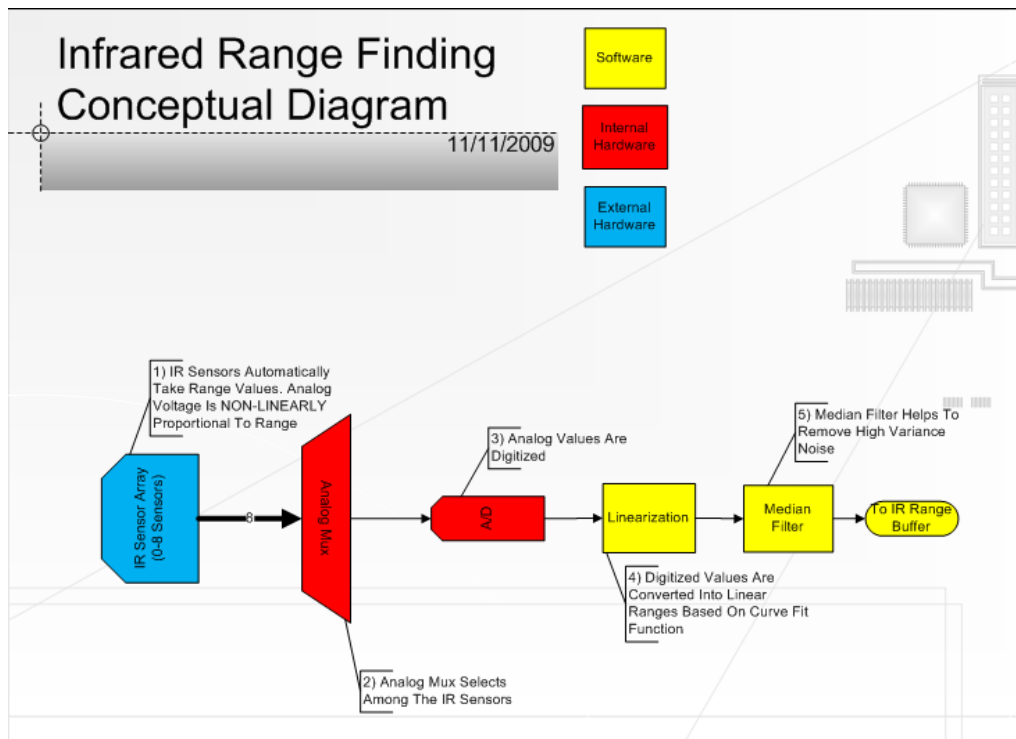 Infrared Range Finding
Conceptual Diagram
11/11/2009
Software
Internal
Hardware
External
Hardware
1) IR Sensors Automatically
Take Range Values. Analog
Voltage Is NON-LINEARLY
Proportional To Range
IR Sensor Array
(0-8 Sensors)
8
Analog Mux
2) Analog Mux Selects
Among The IR Sensors
3) Analog Values Are
Digitized
A/D
Linearization
4) Digitized Values Are
Converted Into Linear
Ranges Based On Curve Fit
Function
5) Median Filter Helps To
Remove High Variance
Noise
Median
Filter
To IR Range
Buffer